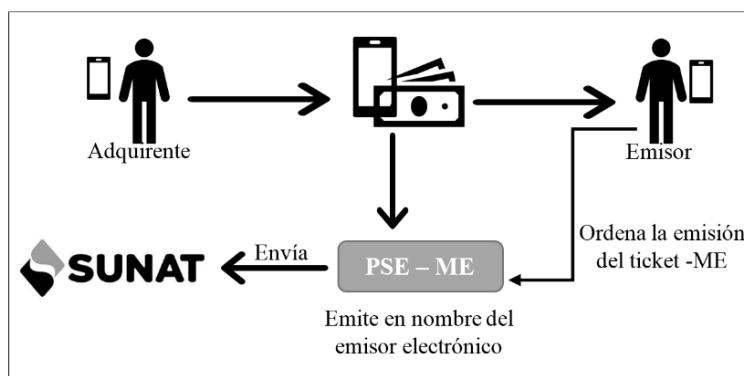 Adquirente
Emisor
Ordena la emisión
del ticket -ME
SUNAT
Envía
PSE – ME
Emite en nombre del
emisor electrónico